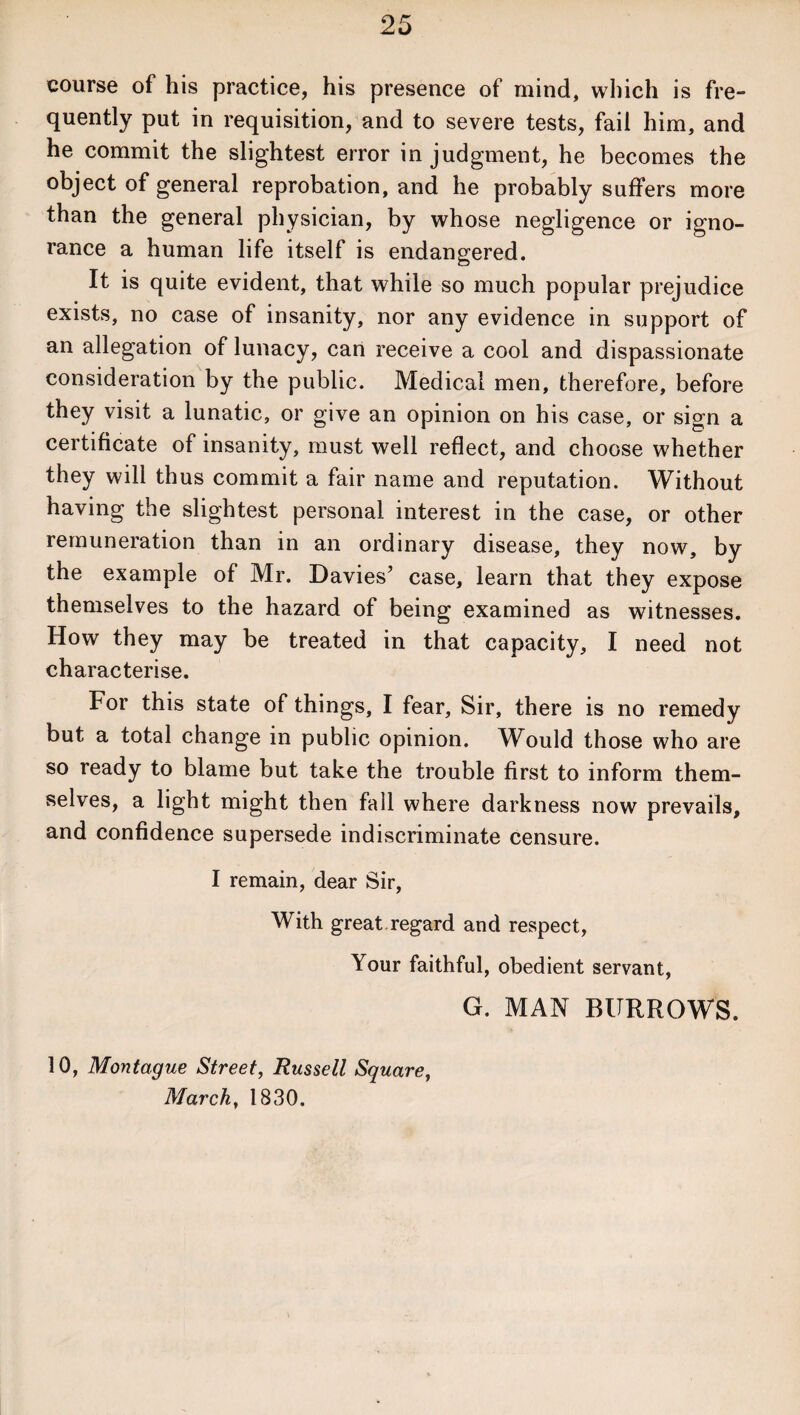 25
course of his practice, his presence of mind, which is fre-
quently put in requisition, and to severe tests, fail him, and
he commit the slightest error in judgment, he becomes the
object of general reprobation, and he probably suffers more
than the general physician, by whose negligence or igno-
rance a human life itself is endangered.
It is quite evident, that while so much popular prejudice
exists, no case of insanity, nor any evidence in support of
an allegation of lunacy, can receive a cool and dispassionate
consideration by the public. Medical men, therefore, before
they visit a lunatic, or give an opinion on his case, or sign a
certificate of insanity, must well reflect, and choose whether
they will thus commit a fair name and reputation. Without
having the slightest personal interest in the case, or other
remuneration than in an ordinary disease, they now, by
the example of Mr. Davies' case, learn that they expose
themselves to the hazard of being examined as witnesses.
How they may be treated in that capacity, I need not
characterise.
For this state of things, I fear, Sir, there is no remedy
but a total change in public opinion. Would those who are
so ready to blame but take the trouble first to inform them-
selves, a light might then fall where darkness now prevails,
and confidence supersede indiscriminate censure.
I remain, dear Sir,
With great regard and respect,
Your faithful, obedient servant,
G. MAN BURROWS.
10, Montague Street, Russell Square,
March, 1830.